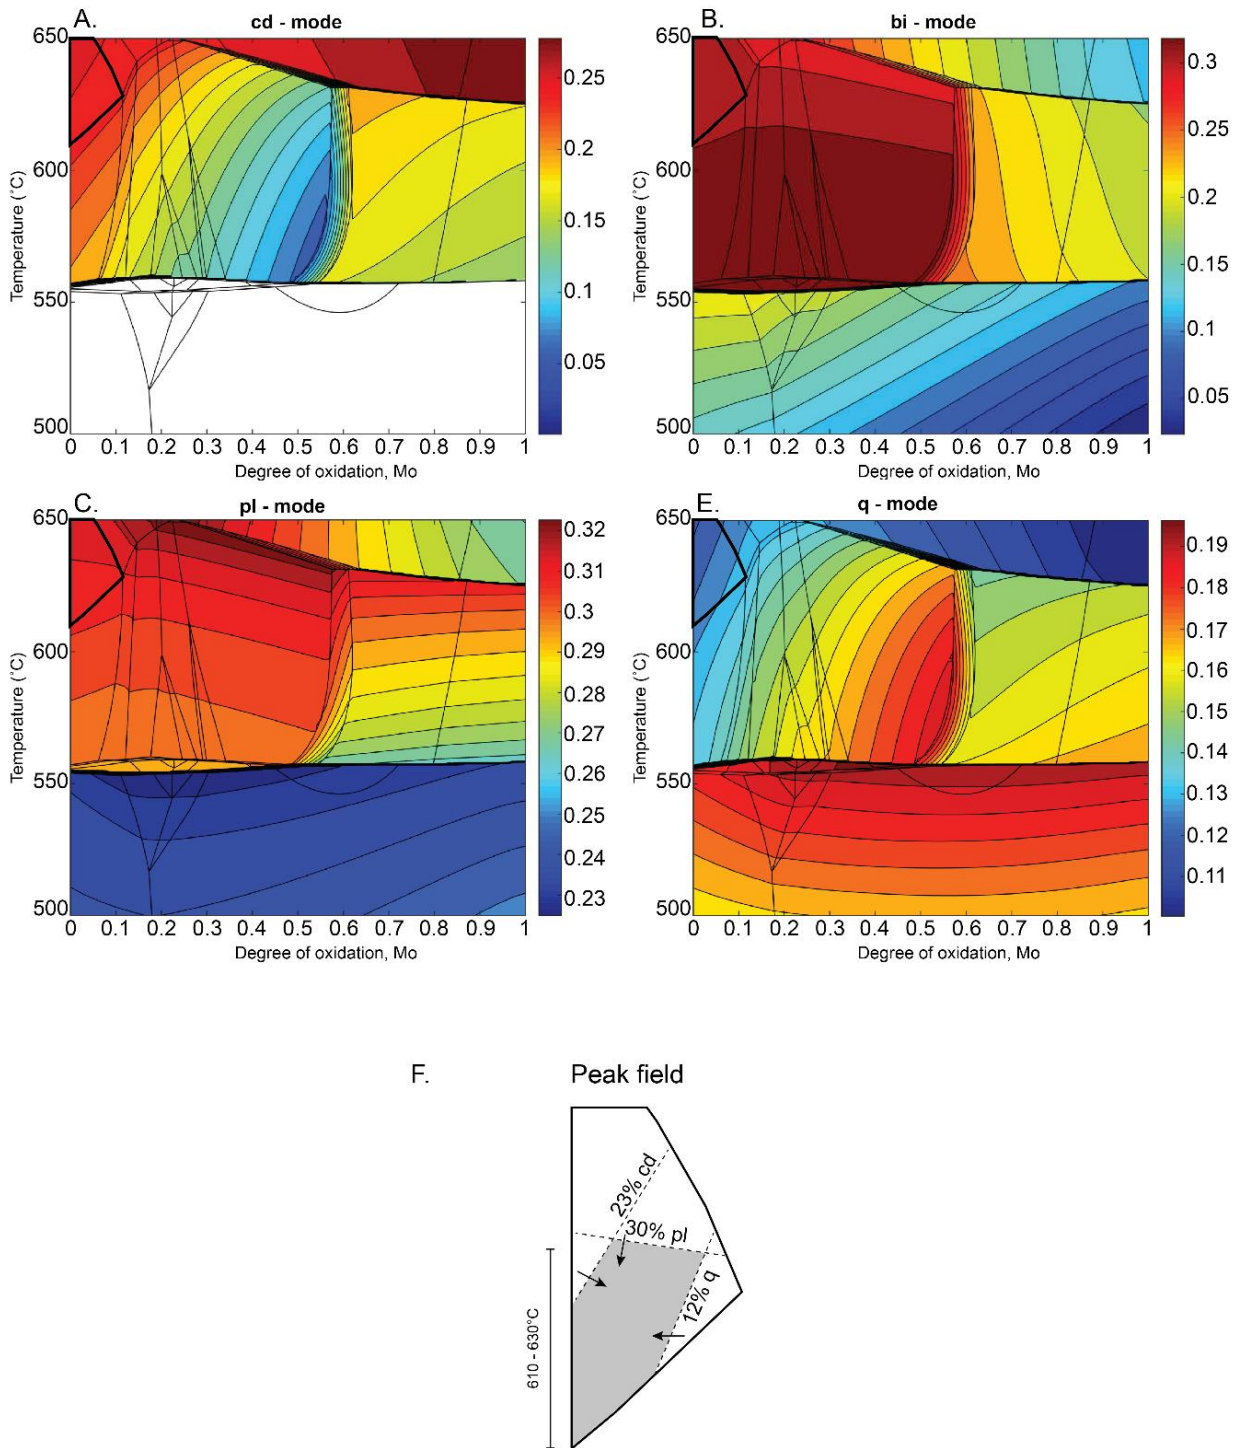 A.
cd - mode
650
600
550
500
Temperature (°C)
0 0.1 0.2 0.3 0.4 0.5 0.6 0.7 0.8 0.9 1
Degree of oxidation, Mo
0.25
0.2
0.15
0.1
0.05
B.
bi - mode
650
600
550
500
Temperature (°C)
0 0.1 0.2 0.3 0.4 0.5 0.6 0.7 0.8 0.9 1
Degree of oxidation, Mo
0.3
0.25
0.2
0.15
0.1
0.05
C.
pl - mode
650
600
550
500
Temperature (°C)
0 0.1 0.2 0.3 0.4 0.5 0.6 0.7 0.8 0.9 1
Degree of oxidation, Mo
0.32
0.31
0.3
0.29
0.28
0.27
0.26
0.25
0.24
0.23
E.
q - mode
650
600
550
500
Temperature (°C)
0 0.1 0.2 0.3 0.4 0.5 0.6 0.7 0.8 0.9 1
Degree of oxidation, Mo
0.19
0.18
0.17
0.16
0.15
0.14
0.13
0.12
0.11
F.
Peak field
23% cd
30% pl
12% q
610 - 630°C